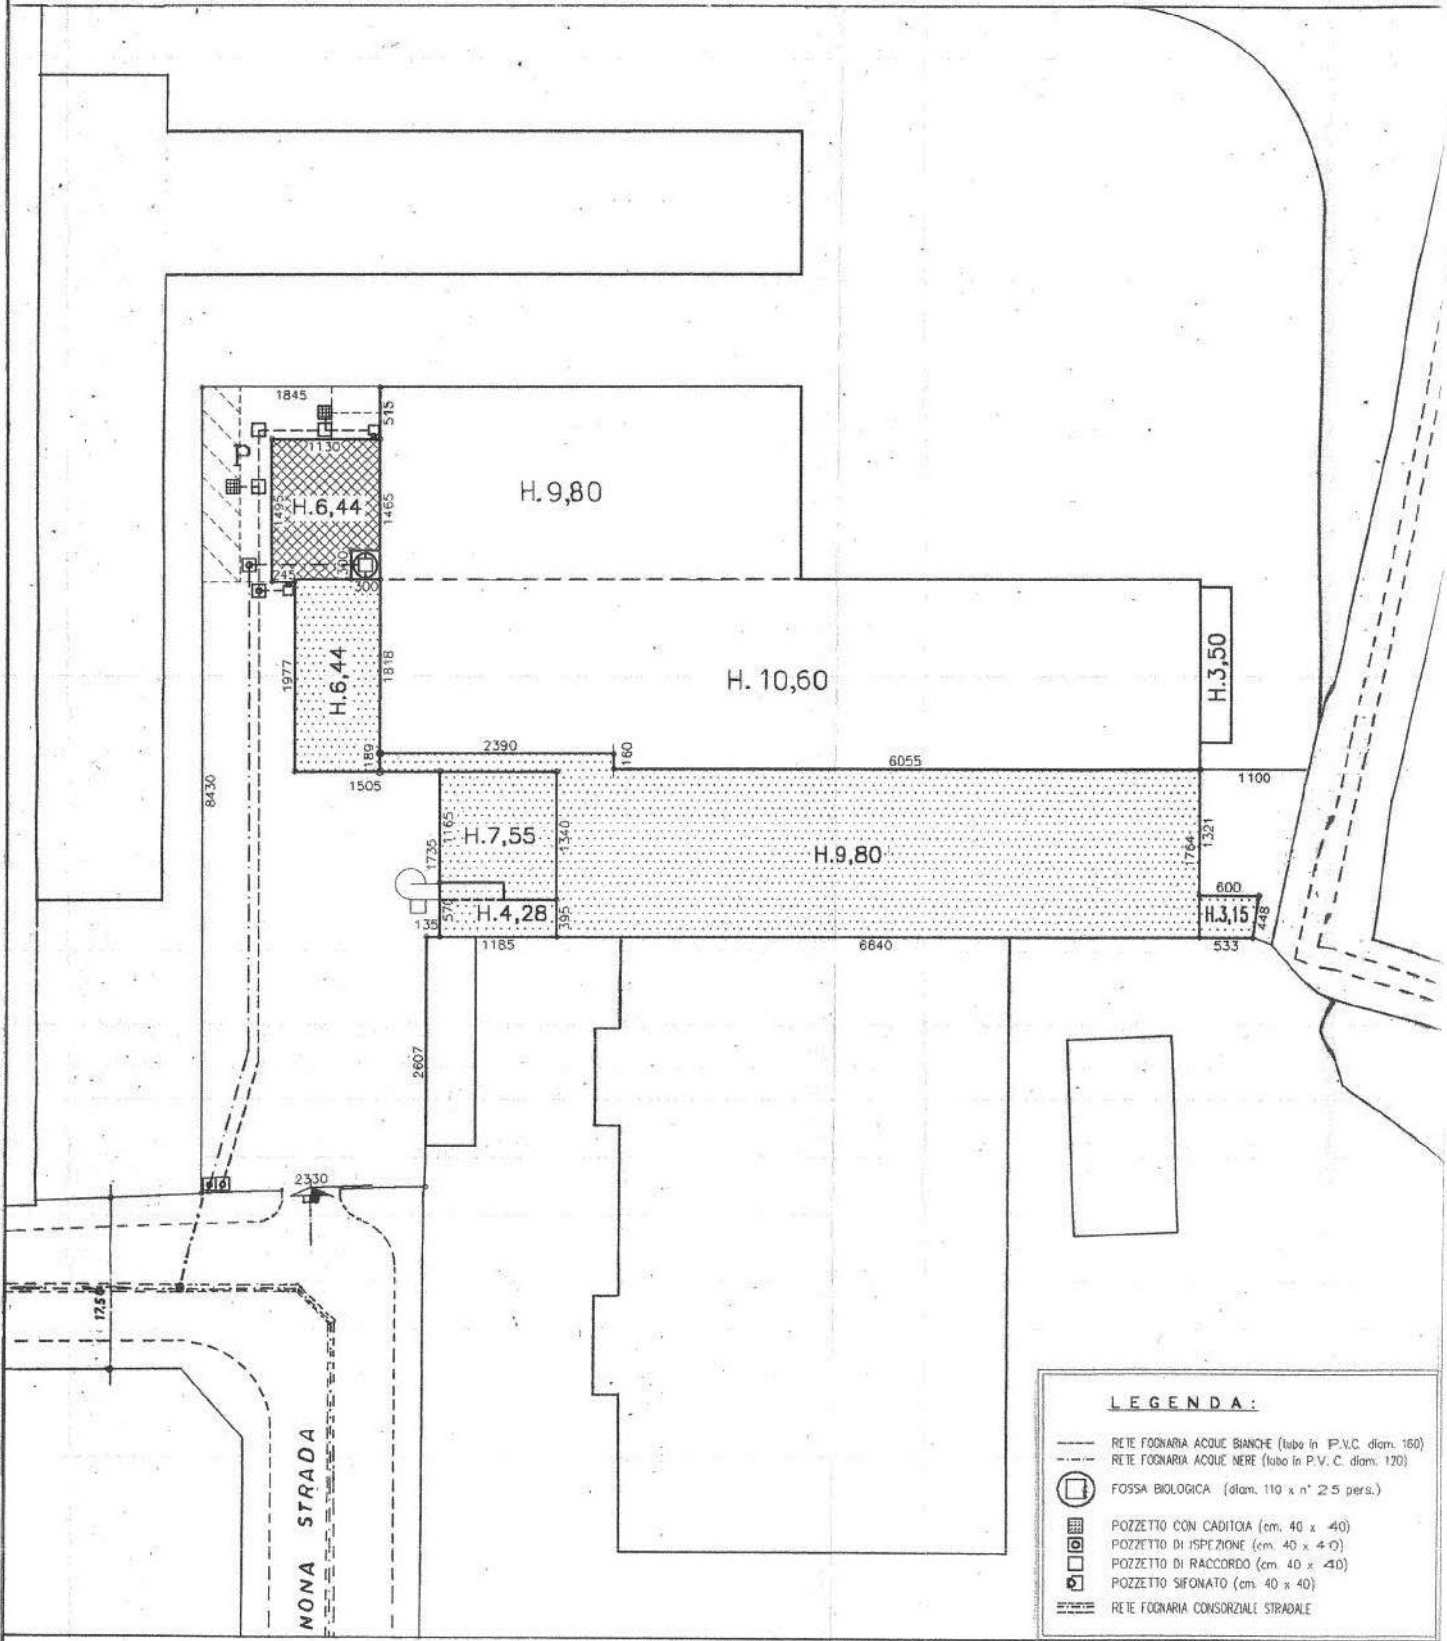 1845
515
1130
P
H.6,44
1495
1465
H.9,80
300
245
300
H.6,44
1977
1818
H. 10,60
H.3,50
189
2390
160
6055
1100
1505
8430
1165
H.7,55
1340
1735
H.9,80
1764
1321
600
570
H.4,28
395
H.3,15
448
135
1185
6640
533
2607
2330
17,50
NONA STRADA
LEGENDA:
RETE FOGNARIA ACQUE BIANCHE (tubo in P.V.C. diam. 160)
RETE FOGNARIA ACQUE NERE (tubo in P.V.C. diam. 120)
FOSSA BIOLOGICA (diam. 110 x n° 25 pers.)
POZZETTO CON CADITOIA (cm. 40 x 40)
POZZETTO DI ISPEZIONE (cm. 40 x 40)
POZZETTO DI RACCORDO (cm. 40 x 40)
POZZETTO SIFONATO (cm. 40 x 40)
RETE FOGNARIA CONSORZIALE STRADALE